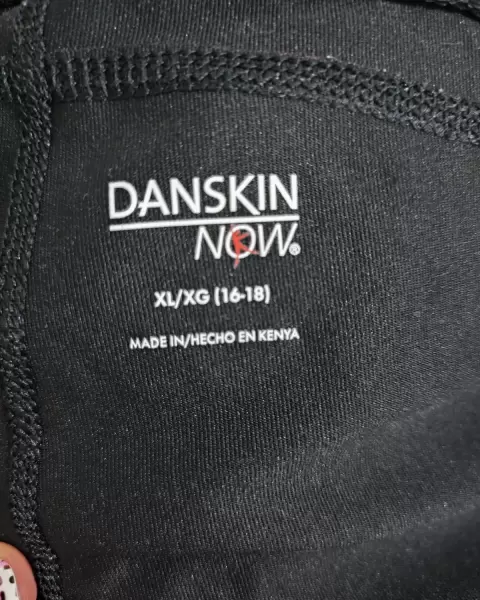 DANSKIN
NOW®
XL/XG (16-18)
MADE IN/HECHO EN KENYA